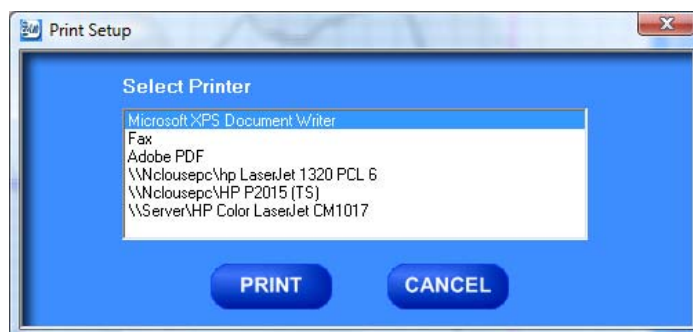 Print Setup
Select Printer
Microsoft XPS Document Writer
Fax
Adobe PDF
\\Nclousepc\hp LaserJet 1320 PCL 6
\\Nclousepc\HP P2015 (TS)
\\Server\HP Color LaserJet CM1017
PRINT CANCEL